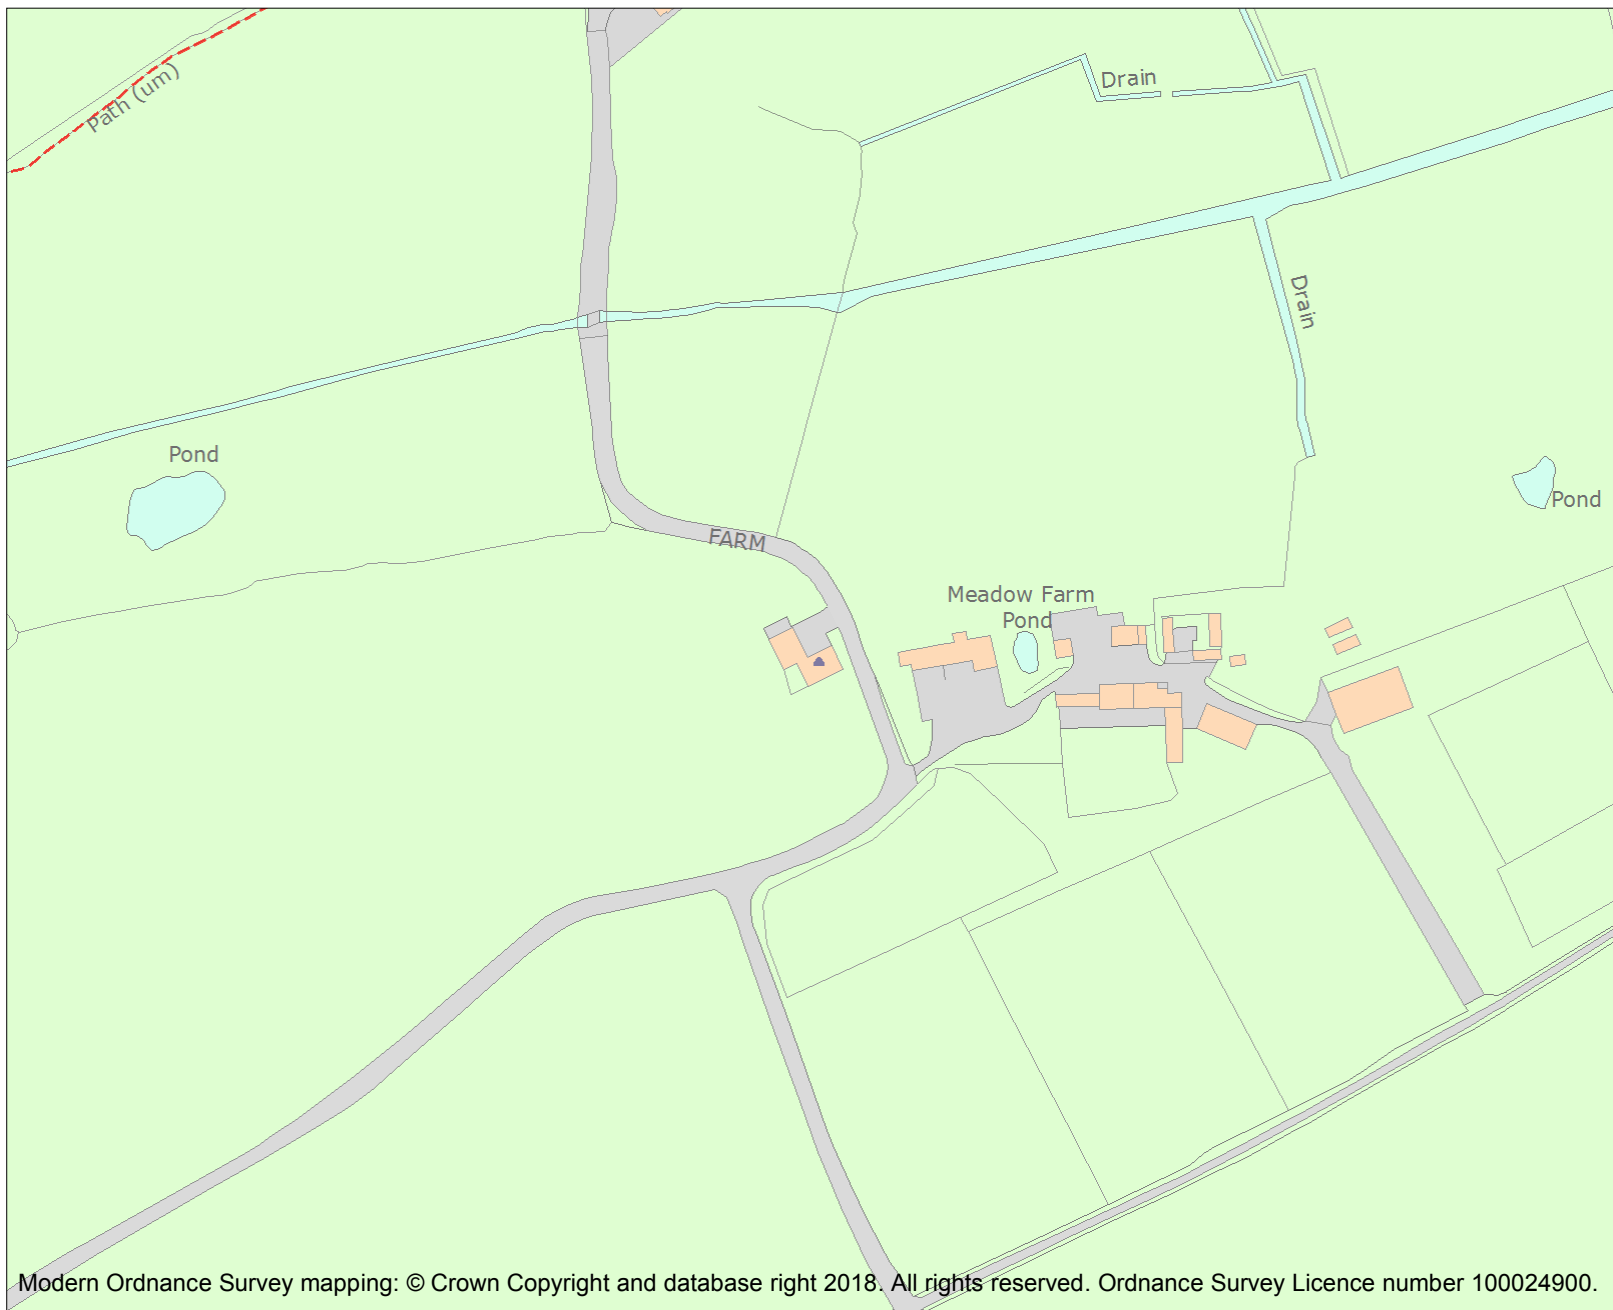 Path (um)
Drain
Drain
Pond
Pond
FARM
Meadow Farm
Pond
Modern Ordnance Survey mapping: © Crown Copyright and database right 2018. All rights reserved. Ordnance Survey Licence number 100024900.